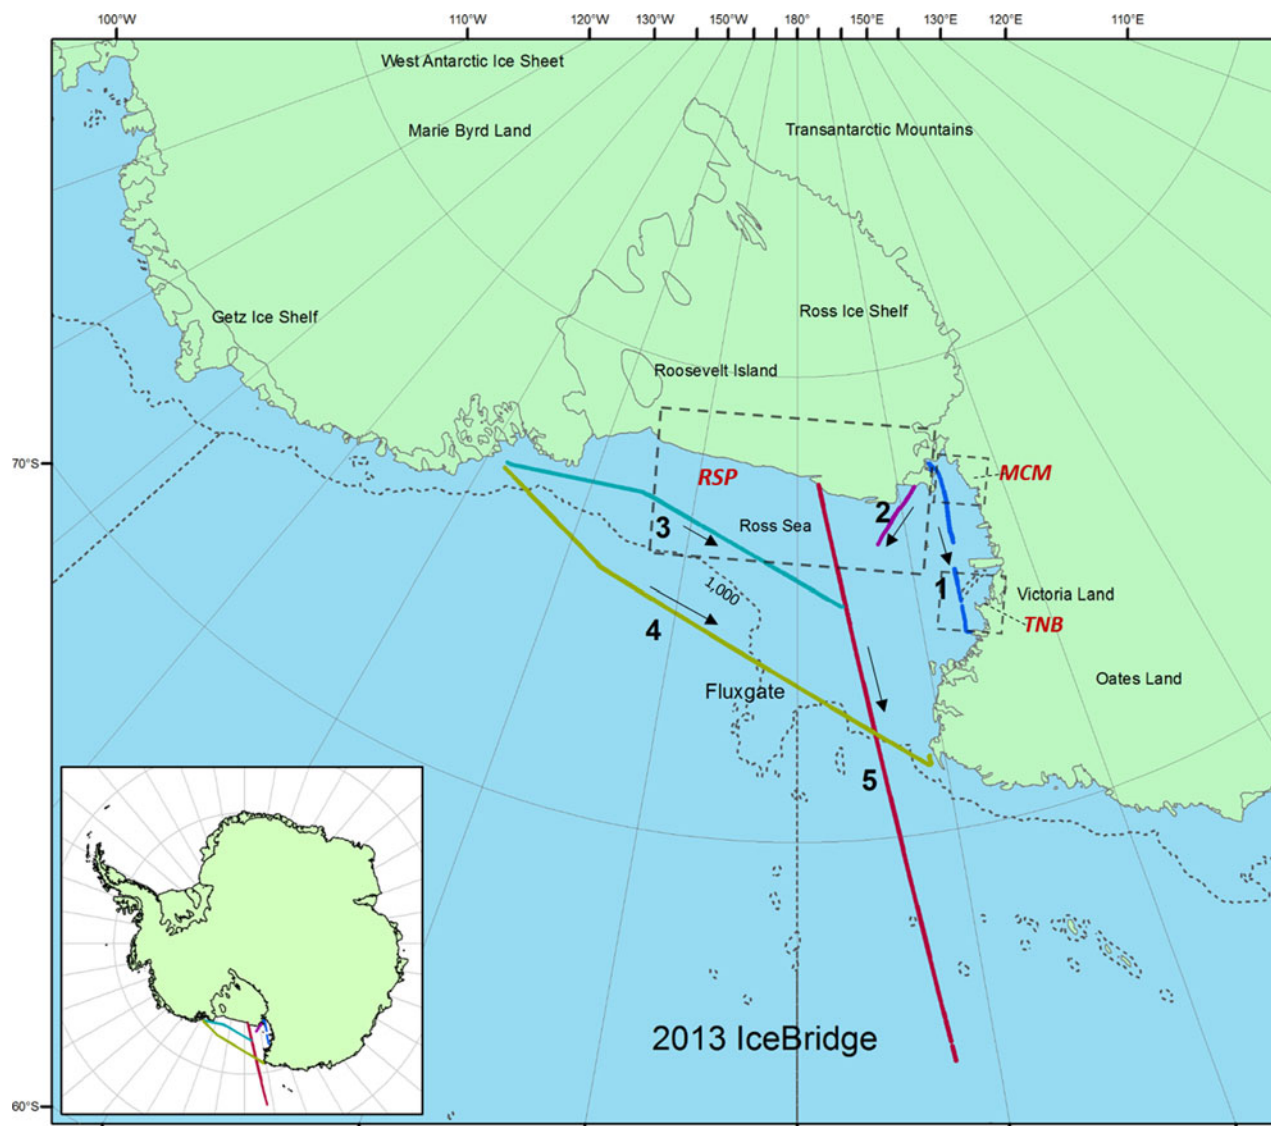 100°W 110°W 120°W 130°W 150°W 180° 150°E 130°E 120°E 110°E
West Antarctic Ice Sheet
Marie Byrd Land
Transantarctic Mountains
Getz Ice Shelf
Ross Ice Shelf
Roosevelt Island
70°S
RSP
MCM
2
3
Ross Sea
1
1,000
Victoria Land
TNB
4
Oates Land
Fluxgate
5
2013 IceBridge
60°S